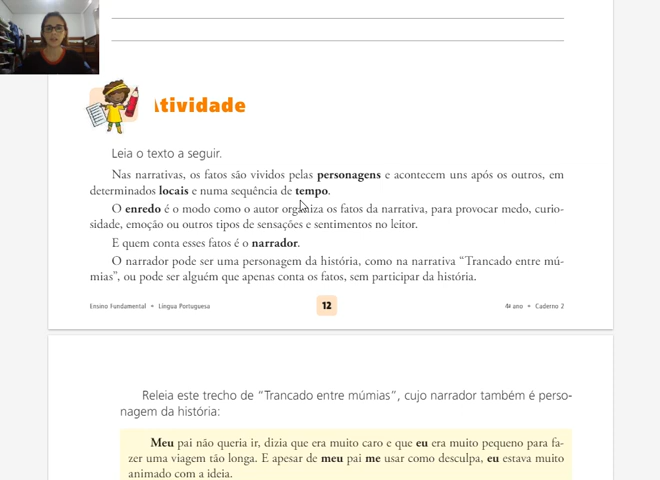 Atividade
Leia o texto a seguir.
Nas narrativas, os fatos são vividos pelas personagens e acontecem uns após os outros, em
determinados locais e numa sequência de tempo.
O enredo é o modo como o autor organiza os fatos da narrativa, para provocar medo, curio-
sidade, emoção ou outros tipos de sensações e sentimentos no leitor.
E quem conta esses fatos é o narrador.
O narrador pode ser uma personagem da história, como na narrativa “Trancado entre mú-
mias”, ou pode ser alguém que apenas conta os fatos, sem participar da história.
Ensino Fundamental • Língua Portuguesa 12 4º ano • Caderno 2
Releia este trecho de “Trancado entre múmias”, cujo narrador também é perso-
nagem da história:
Meu pai não queria ir, dizia que era muito caro e que eu era muito pequeno para fa-
zer uma viagem tão longa. E apesar de meu pai me usar como desculpa, eu estava muito
animado com a ideia.